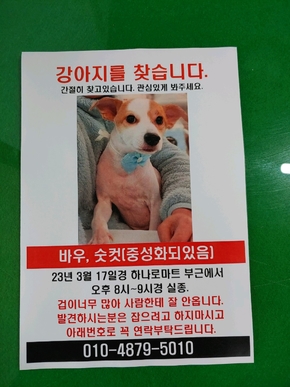 강아지를 찾습니다.
간절히 찾고있습니다. 관심있게 봐주세요.
바우, 숫컷(중성화되있음)
23년 3월 17일경 하나로마트 부근에서
오후 8시~9시경 실종.
겁이너무 많아 사람한테 잘 안옵니다.
발견하시는분은 잡으려고 하지마시고
아래번호로 꼭 연락부탁드립니다.
010-4879-5010